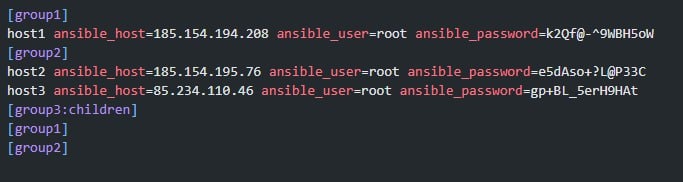 [group1]
host1 ansible_host=185.154.194.208 ansible_user=root ansible_password=k2Qf@-^9WBH5oW
[group2]
host2 ansible_host=185.154.195.76 ansible_user=root ansible_password=e5dAso+?L@P33C
host3 ansible_host=85.234.110.46 ansible_user=root ansible_password=gp+BL_5erH9HAt
[group3:children]
[group1]
[group2]